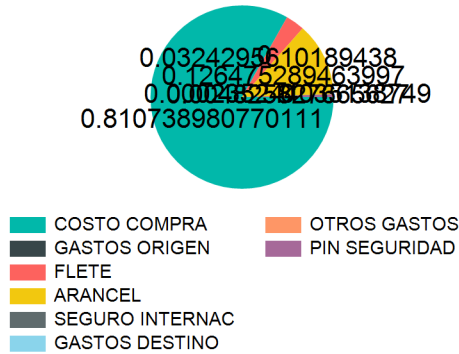 0
0.0324295610189438
0.126475289463997
0.810738980770111
COSTO COMPRA
GASTOS ORIGEN
FLETE
ARANCEL
SEGURO INTERNAC
GASTOS DESTINO
OTROS GASTOS
PIN SEGURIDAD